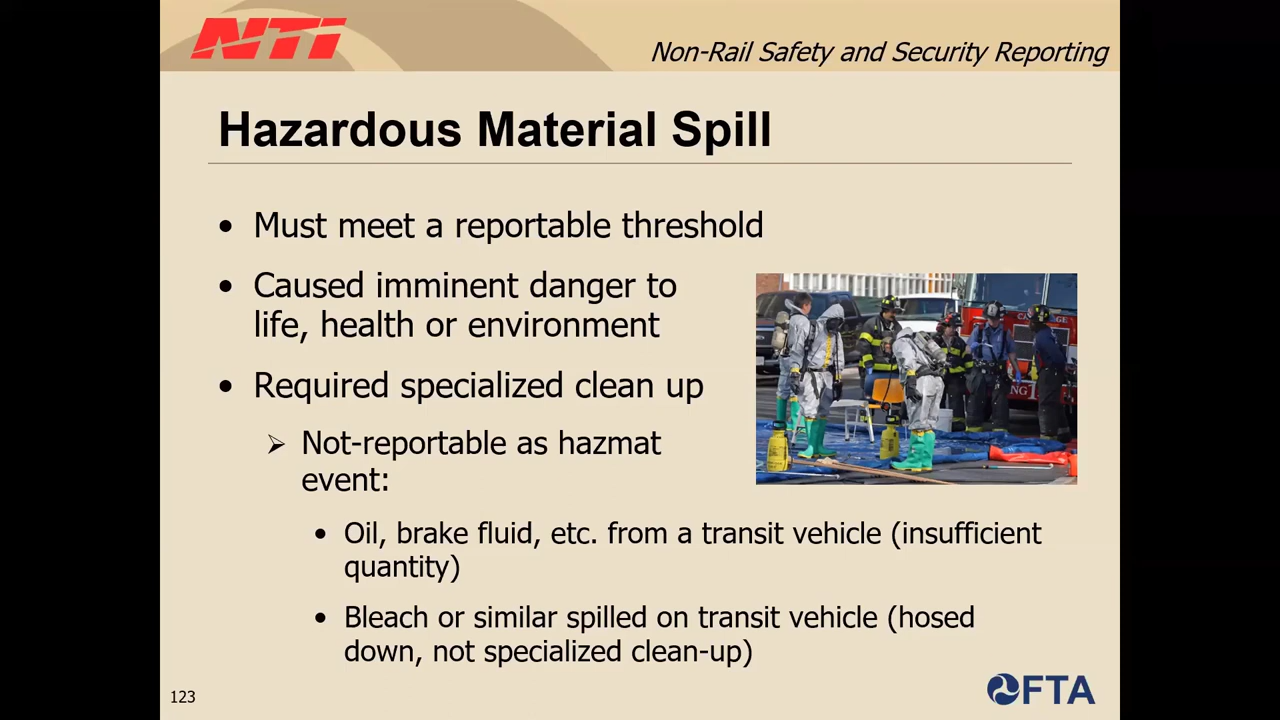 NTI
Non-Rail Safety and Security Reporting
Hazardous Material Spill
• Must meet a reportable threshold
• Caused imminent danger to
life, health or environment
• Required specialized clean up
➢ Not-reportable as hazmat
event:
• Oil, brake fluid, etc. from a transit vehicle (insufficient
quantity)
• Bleach or similar spilled on transit vehicle (hosed
down, not specialized clean-up)
123
FTA